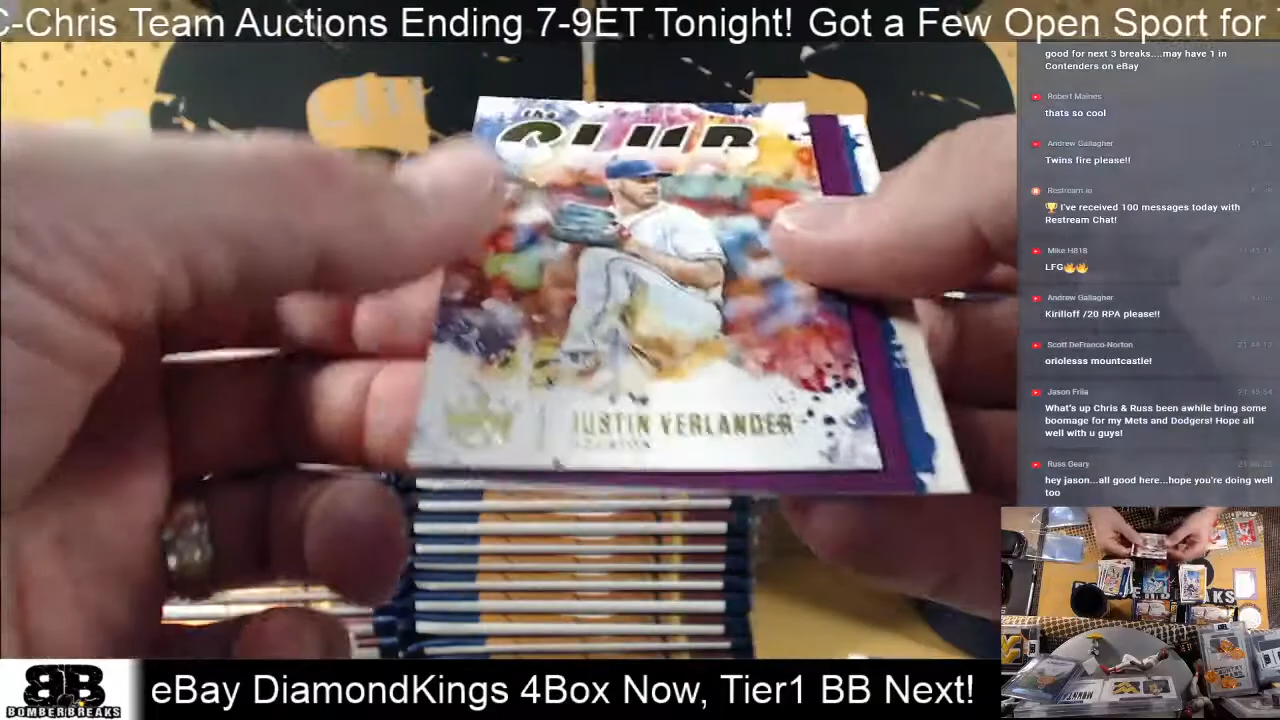 C-Chris Team Auctions Ending 7-9ET Tonight! Got a Few Open Sport for
good for next 3 breaks....may have 1 in
Contenders on eBay
Robert Maines
thats so cool
Andrew Gallagher
Twins fire please!!
Restream.io
🏆 I've received 100 messages today with
Restream Chat!
Mike H818
LFG🔥🔥
Andrew Gallagher
Kirilloff /20 RPA please!!
Scott DeFranco-Norton
oriolesss mountcastle!
Jason Frila
What's up Chris & Russ been awhile bring some
boomage for my Mets and Dodgers! Hope all
well with u guys!
Russ Geary
hey jason...all good here...hope you're doing well
too
the
CLUB
JUSTIN VERLANDER
HOUSTON
BB
BOMBERBREAKS
eBay DiamondKings 4Box Now, Tier1 BB Next!